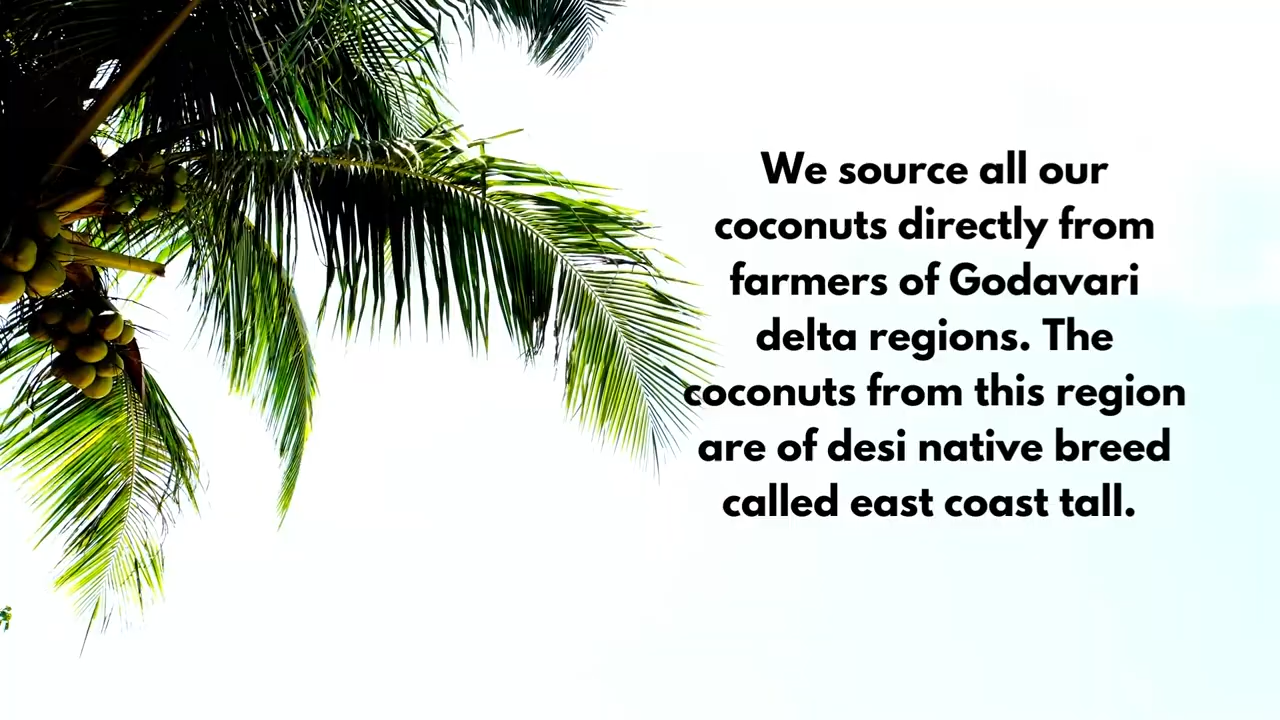 We source all our
coconuts directly from
farmers of Godavari
delta regions. The
coconuts from this region
are of desi native breed
called east coast tall.